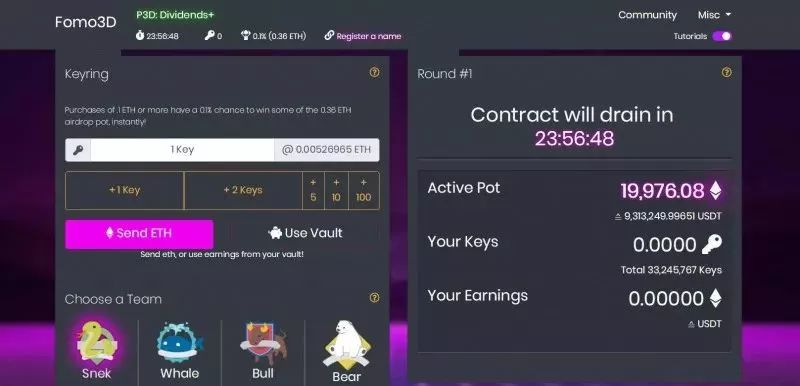 Fomo3D
P3D: Dividends+
23:56:48
0
0.1% (0.36 ETH)
Register a name
Community
Misc
Tutorials
Keyring
Purchases of .1 ETH or more have a 0.1% chance to win some of the 0.36 ETH
airdrop pot, instantly!
1 Key
@ 0.00526965 ETH
+ 1 Key
+ 2 Keys
+
5
+
10
+
100
Send ETH
Use Vault
Send eth, or use earnings from your vault!
Choose a Team
Snek
Whale
Bull
Bear
Round #1
Contract will drain in
23:56:48
Active Pot
19,976.08
≙ 9,313,249.99651 USDT
Your Keys
0.0000
Total 33,245,767 Keys
Your Earnings
0.00000
≙ USDT